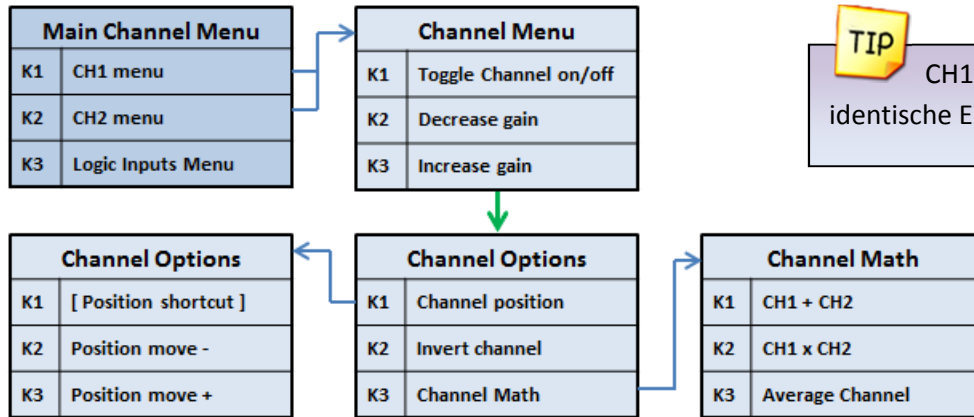 Main Channel Menu
K1 CH1 menu
K2 CH2 menu
K3 Logic Inputs Menu
Channel Menu
K1 Toggle Channel on/off
K2 Decrease gain
K3 Increase gain
TIP
CH1
identische E
Channel Options
K1 [ Position shortcut ]
K2 Position move -
K3 Position move +
Channel Options
K1 Channel position
K2 Invert channel
K3 Channel Math
Channel Math
K1 CH1 + CH2
K2 CH1 x CH2
K3 Average Channel